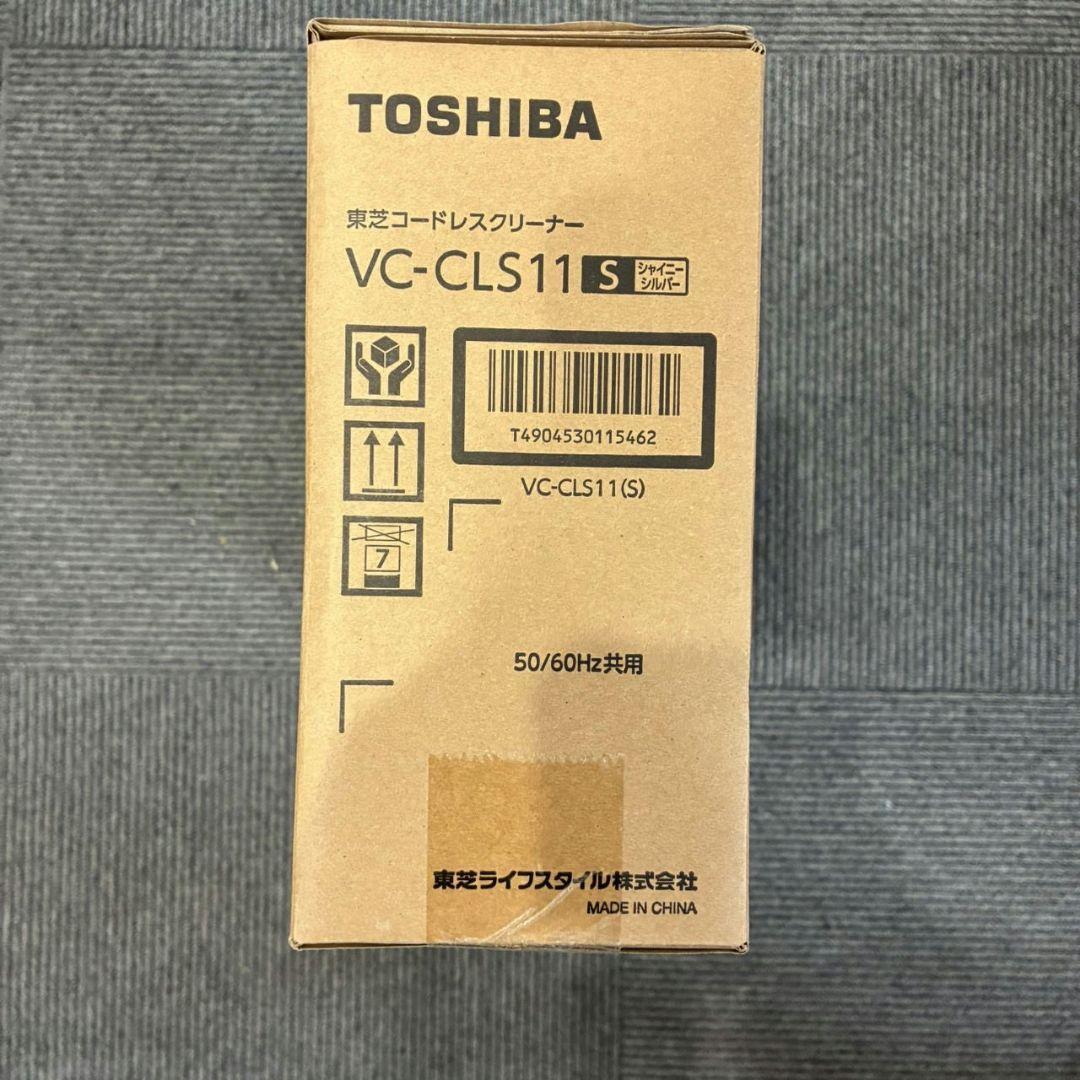 TOSHIBA
東芝コードレスクリーナー
VC-CLS11 S シャイニーシルバー
T4904530115462
VC-CLS11(S)
7
50/60Hz共用
東芝ライフスタイル株式会社
MADE IN CHINA